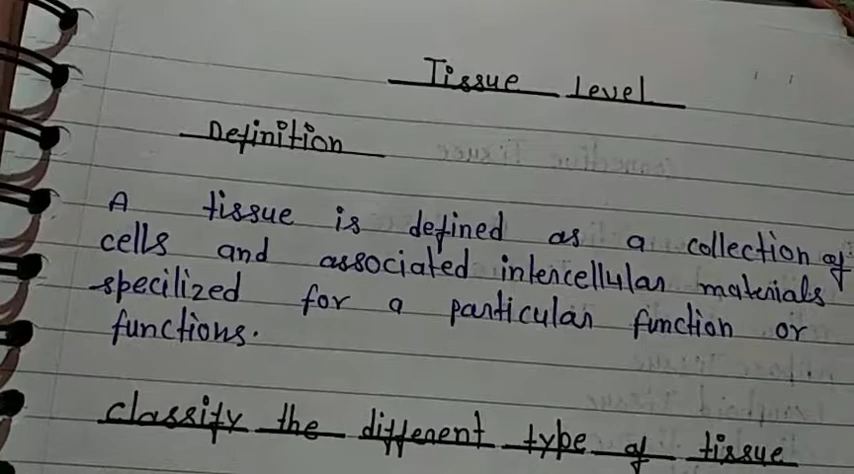 Tissue Level
Definition
A tissue is defined as a collection of
cells and associated intercellular materials
specilized for a particular function or
functions.
classify the different type of tissue